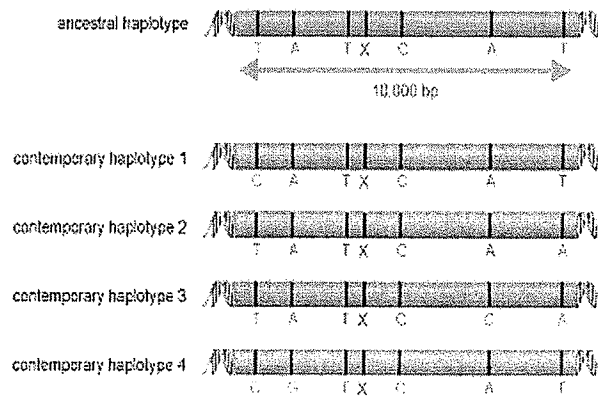 ancestral haplotype
T A T X C A T
10,000 bp
contemporary haplotype 1
C A T X C A T
contemporary haplotype 2
T A T X C A A
contemporary haplotype 3
T A T X C C A
contemporary haplotype 4
C G T X C A T